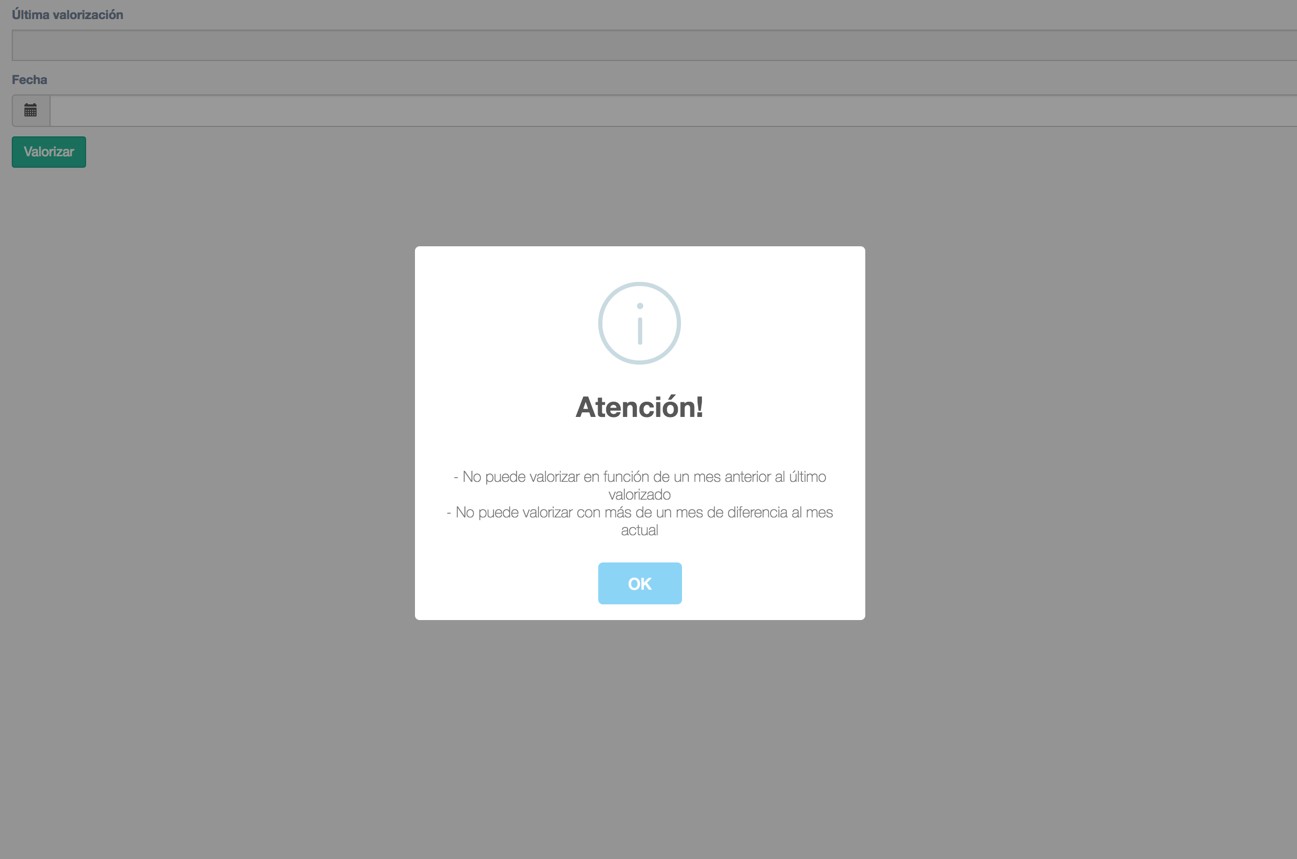 Última valorización
Fecha
Valorizar
Atención!
- No puede valorizar en función de un mes anterior al último
valorizado
- No puede valorizar con más de un mes de diferencia al mes
actual
OK